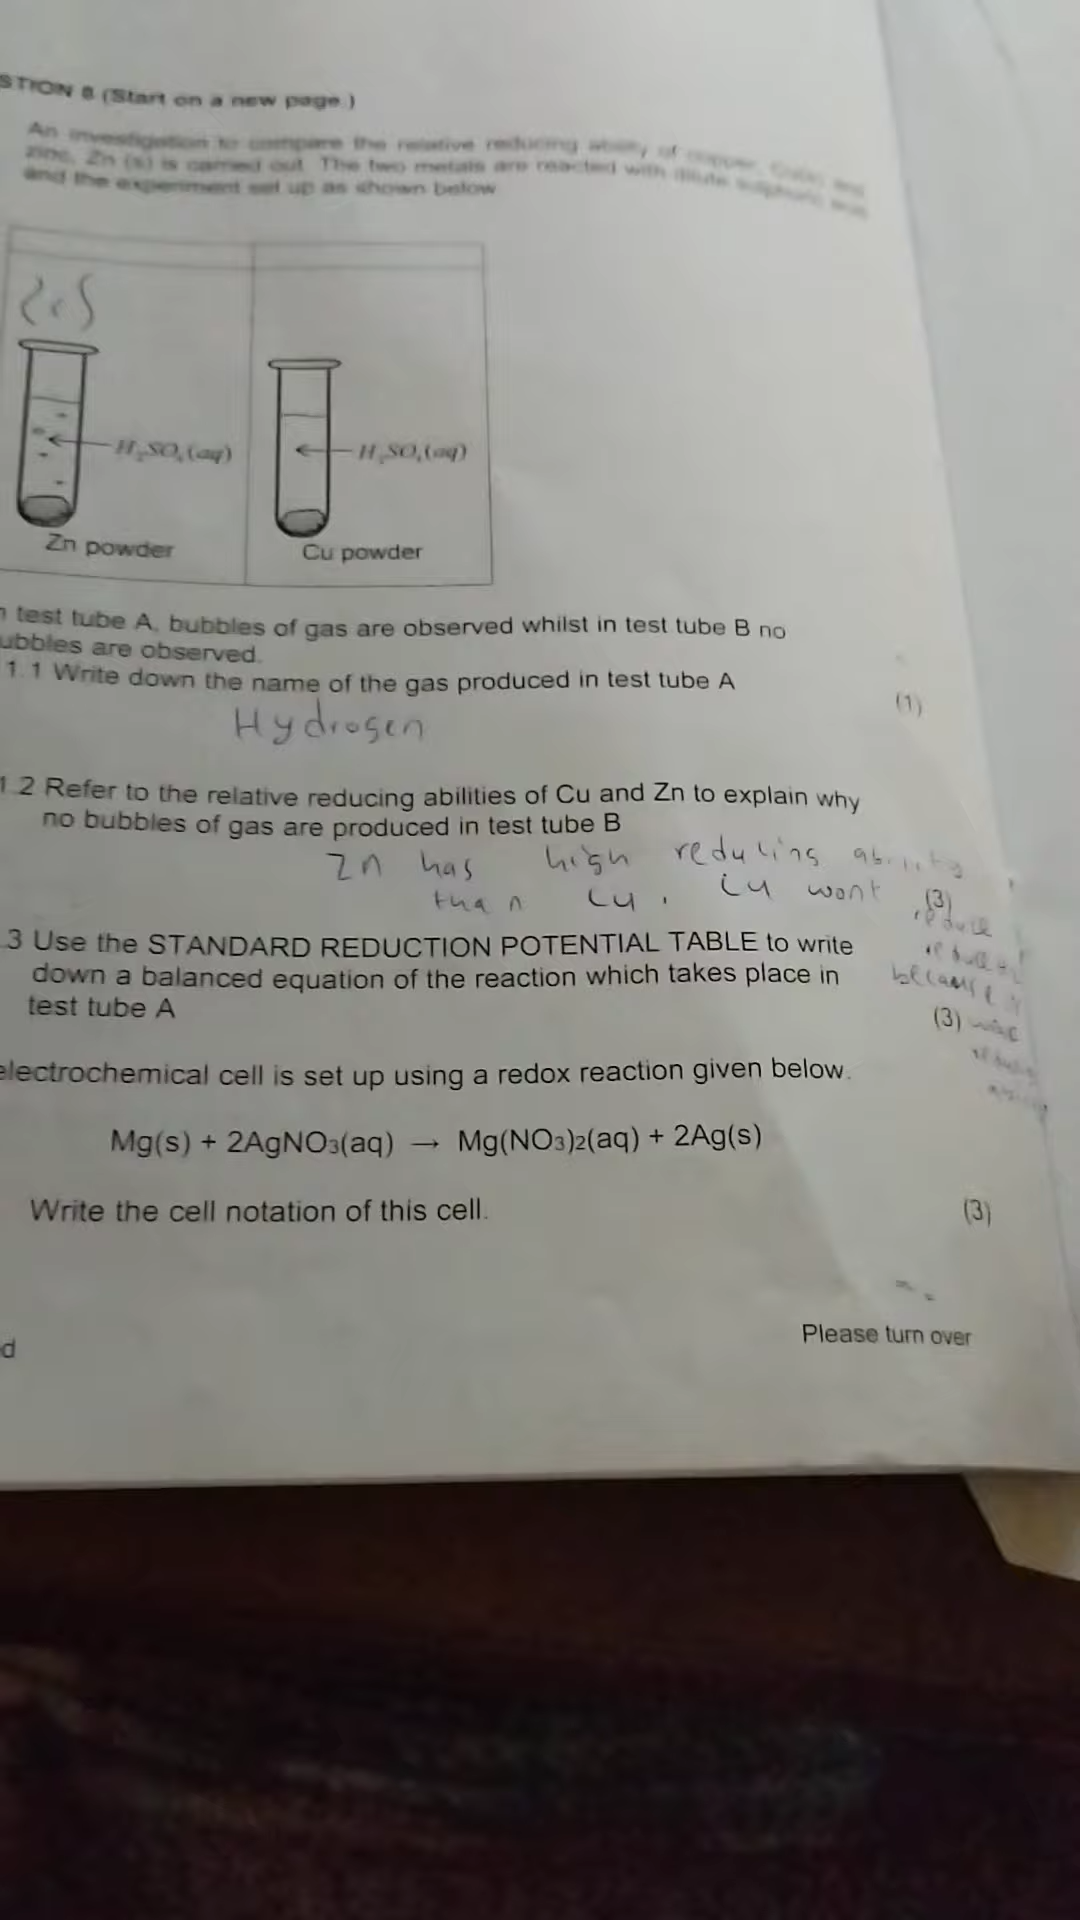 STION 8 (Start on a new page.)
An investigation to compare the relative reducing ability of copper, and
zinc, Zn (s) is carried out. The two metals are reacted with dilute sulphuric acid
and the experiment set up as shown below
H₂SO₄(aq)
H₂SO₄(aq)
Zn powder
Cu powder
test tube A, bubbles of gas are observed whilst in test tube B no
ubbles are observed.
1.1 Write down the name of the gas produced in test tube A
(1)
Hydrogen
1.2 Refer to the relative reducing abilities of Cu and Zn to explain why
no bubbles of gas are produced in test tube B
Zn has high reducing ability
than Cu. Cu wont
(3)
reduce
because
.3 Use the STANDARD REDUCTION POTENTIAL TABLE to write
down a balanced equation of the reaction which takes place in
test tube A
(3)
electrochemical cell is set up using a redox reaction given below.
Mg(s) + 2AgNO3(aq) → Mg(NO3)2(aq) + 2Ag(s)
Write the cell notation of this cell.
(3)
Please turn over
d